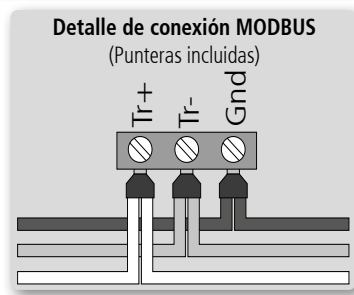 Detalle de conexión MODBUS
(Punteras incluidas)
Tr+
Tr-
Gnd